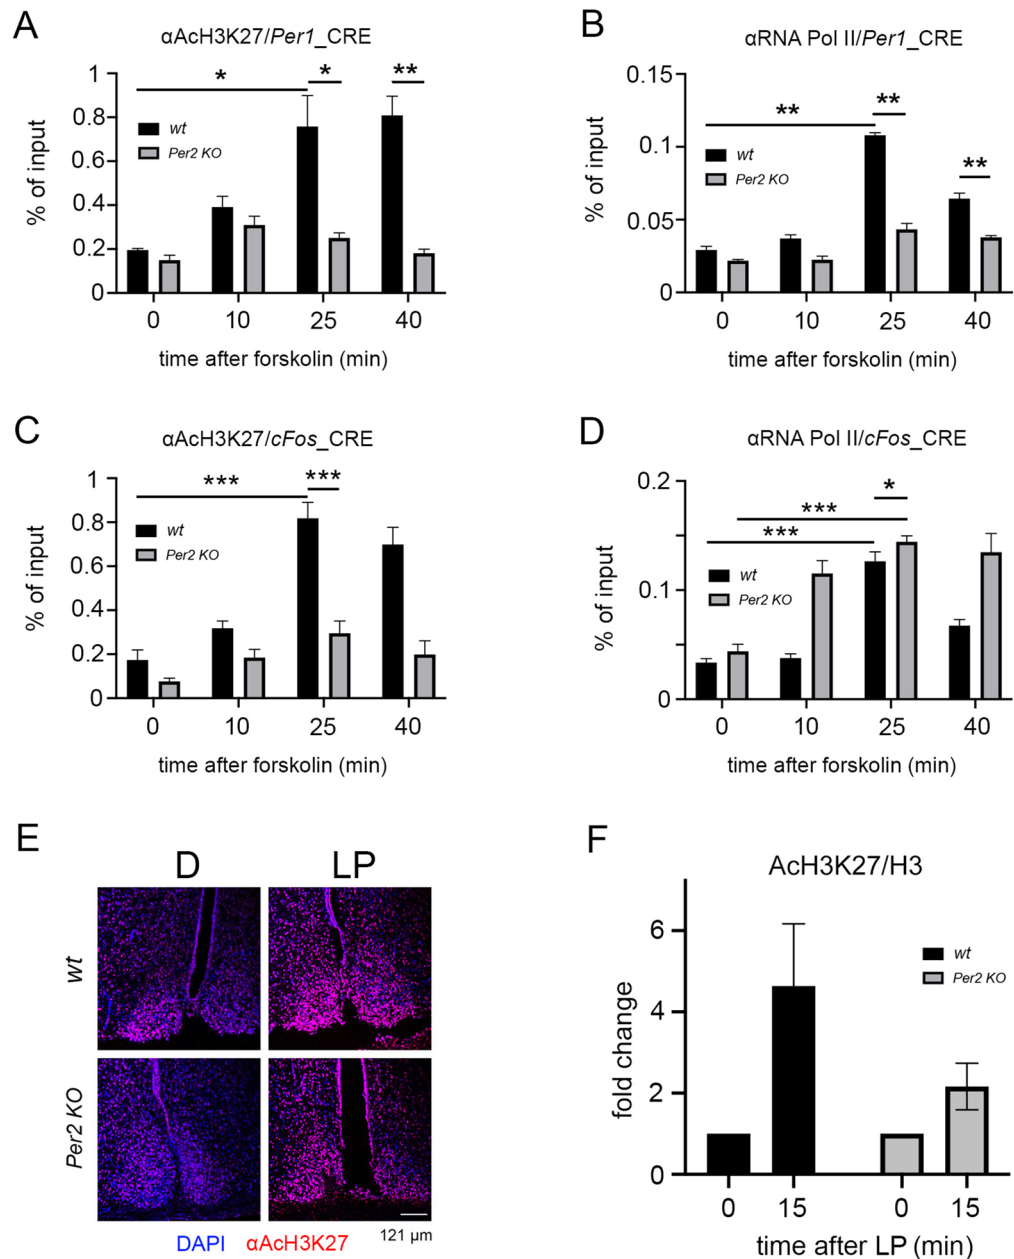 A
αAcH3K27/Per1_CRE
% of input
1
0.8
0.6
0.4
0.2
0
*
*
**
wt
Per2 KO
0 10 25 40
time after forskolin (min)
B
αRNA Pol II/Per1_CRE
% of input
0.15
0.1
0.05
0
**
**
**
wt
Per2 KO
0 10 25 40
time after forskolin (min)
C
αAcH3K27/cFos_CRE
% of input
1
0.8
0.6
0.4
0.2
0
***
***
wt
Per2 KO
0 10 25 40
time after forskolin (min)
D
αRNA Pol II/cFos_CRE
% of input
0.2
0.1
0
*
***
***
wt
Per2 KO
0 10 25 40
time after forskolin (min)
E
D LP
wt
Per2 KO
121 µm
DAPI αAcH3K27
F
AcH3K27/H3
fold change
6
4
2
0
wt
Per2 KO
0 15 0 15
time after LP (min)